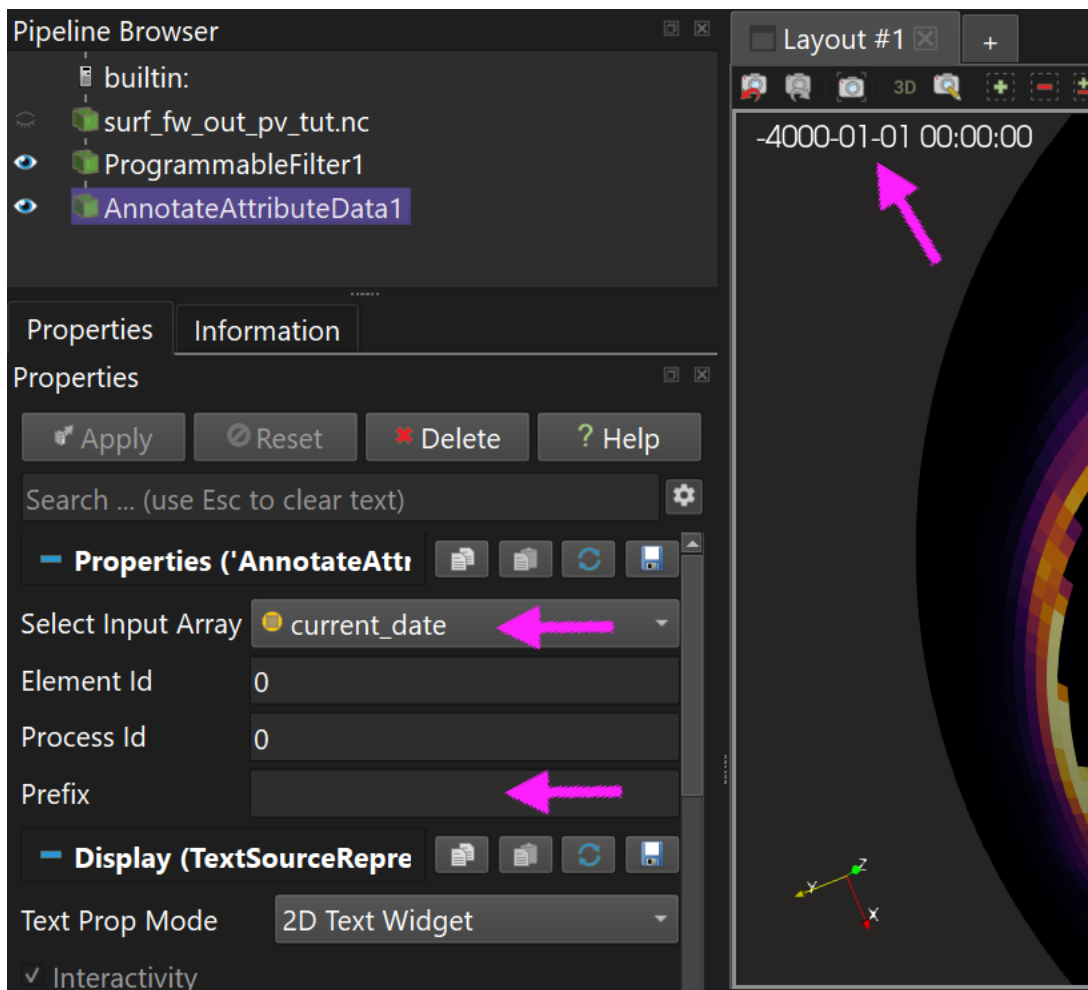 Pipeline Browser
builtin:
surf_fw_out_pv_tut.nc
ProgrammableFilter1
AnnotateAttributeData1
Properties
Information
Properties
Apply
Reset
Delete
? Help
Search ... (use Esc to clear text)
Properties ('AnnotateAttr
Select Input Array
current_date
Element Id
0
Process Id
0
Prefix
Display (TextSourceRepre
Text Prop Mode
2D Text Widget
Interactivity
Layout #1
+
3D
-4000-01-01 00:00:00
Z
Y
X